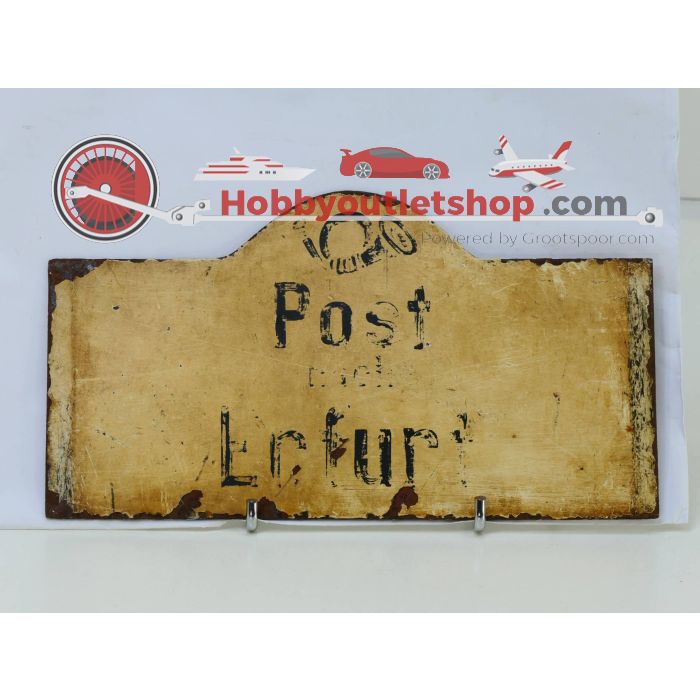 Hobbyoutletshop.com
Powered by Grootspoor.com
Post
nach
Erfurt